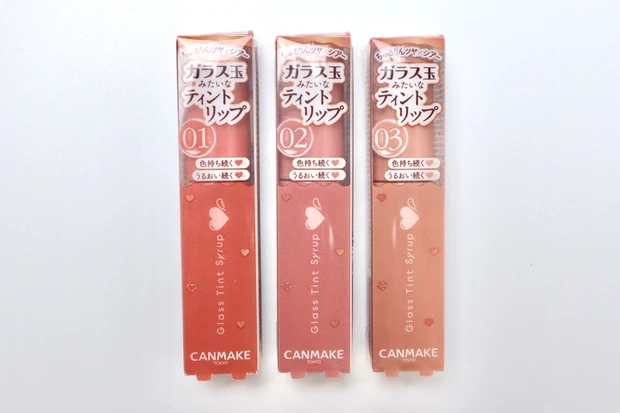 ちゅるりんツヤ×シアー
ガラス玉
みたいな
ティント
リップ
01
色持ち続く♥
うるおい続く♥
Glass Tint Syrup
CANMAKE
TOKYO
ちゅるりんツヤ×シアー
ガラス玉
みたいな
ティント
リップ
02
色持ち続く♥
うるおい続く♥
Glass Tint Syrup
CANMAKE
TOKYO
ちゅるりんツヤ×シアー
ガラス玉
みたいな
ティント
リップ
03
色持ち続く♥
うるおい続く♥
Glass Tint Syrup
CANMAKE
TOKYO